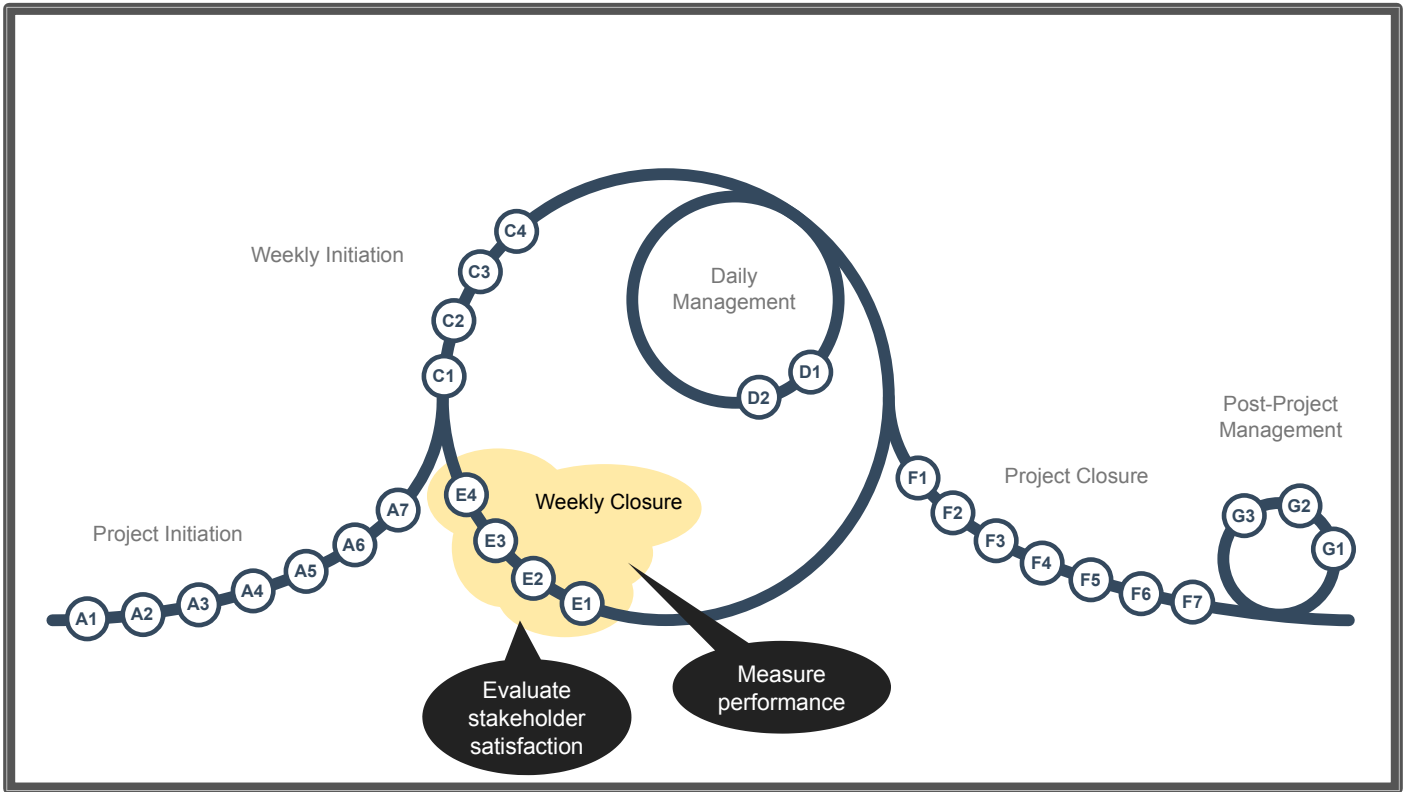 Weekly Initiation
C4
C3
C2
C1
Daily
Management
D1
D2
Post-Project
Management
Project Closure
Project Initiation
Weekly Closure
A1
A2
A3
A4
A5
A6
A7
E4
E3
E2
E1
F1
F2
F3
F4
F5
F6
F7
G3
G2
G1
Evaluate
stakeholder
satisfaction
Measure
performance